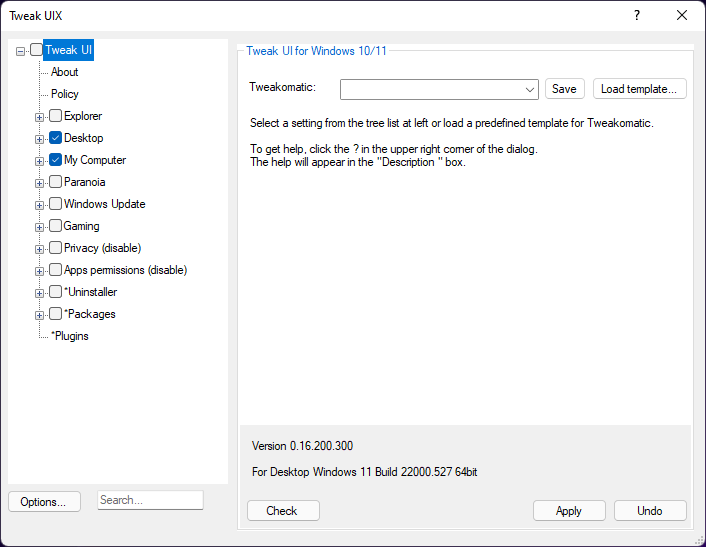 Tweak UIX
?
Tweak UI
About
Policy
Explorer
Desktop
My Computer
Paranoia
Windows Update
Gaming
Privacy (disable)
Apps permissions (disable)
*Uninstaller
*Packages
*Plugins
Options...
Search...
Tweak UI for Windows 10/11
Tweakomatic:
Save
Load template...
Select a setting from the tree list at left or load a predefined template for Tweakomatic.
To get help, click the ? in the upper right corner of the dialog.
The help will appear in the "Description " box.
Version 0.16.200.300
For Desktop Windows 11 Build 22000.527 64bit
Check
Apply
Undo